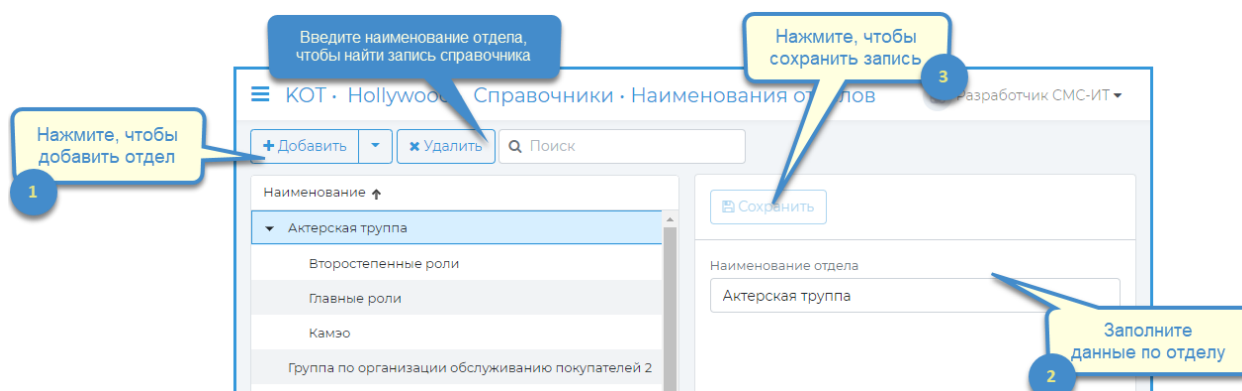 Введите наименование отдела,
чтобы найти запись справочника
Нажмите, чтобы
сохранить запись
3
КОТ · Hollywood · Справочники · Наименования отделов
Разработчик СМС-ИТ
Нажмите, чтобы
добавить отдел
1
Добавить
Удалить
Поиск
Наименование
Сохранить
Актерская труппа
Второстепенные роли
Главные роли
Камэо
Группа по организации обслуживанию покупателей 2
Наименование отдела
Актерская труппа
Заполните
данные по отделу
2